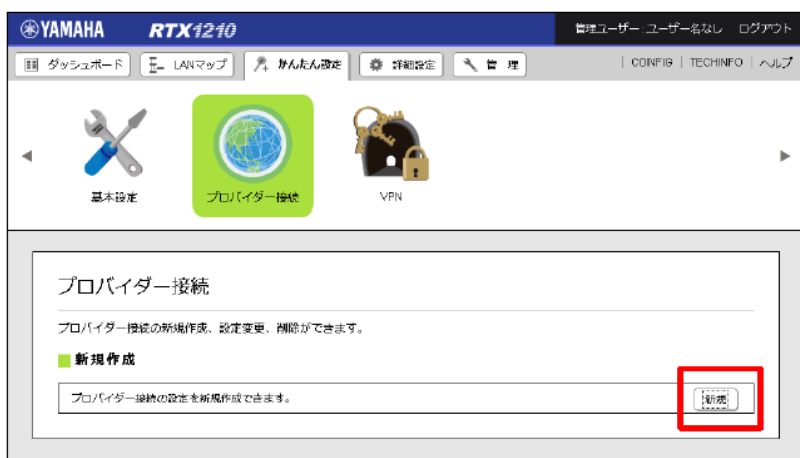 YAMAHA RTX1210 管理ユーザー:ユーザー名なし ログアウト
ダッシュボード LANマップ かんたん設定 詳細設定 管 理 | CONFIG | TECHINFO | ヘルプ
基本設定 プロバイダー接続 VPN
プロバイダー接続
プロバイダー接続の新規作成、設定変更、削除ができます。
新規作成
プロバイダー接続の設定を新規作成できます。 新規